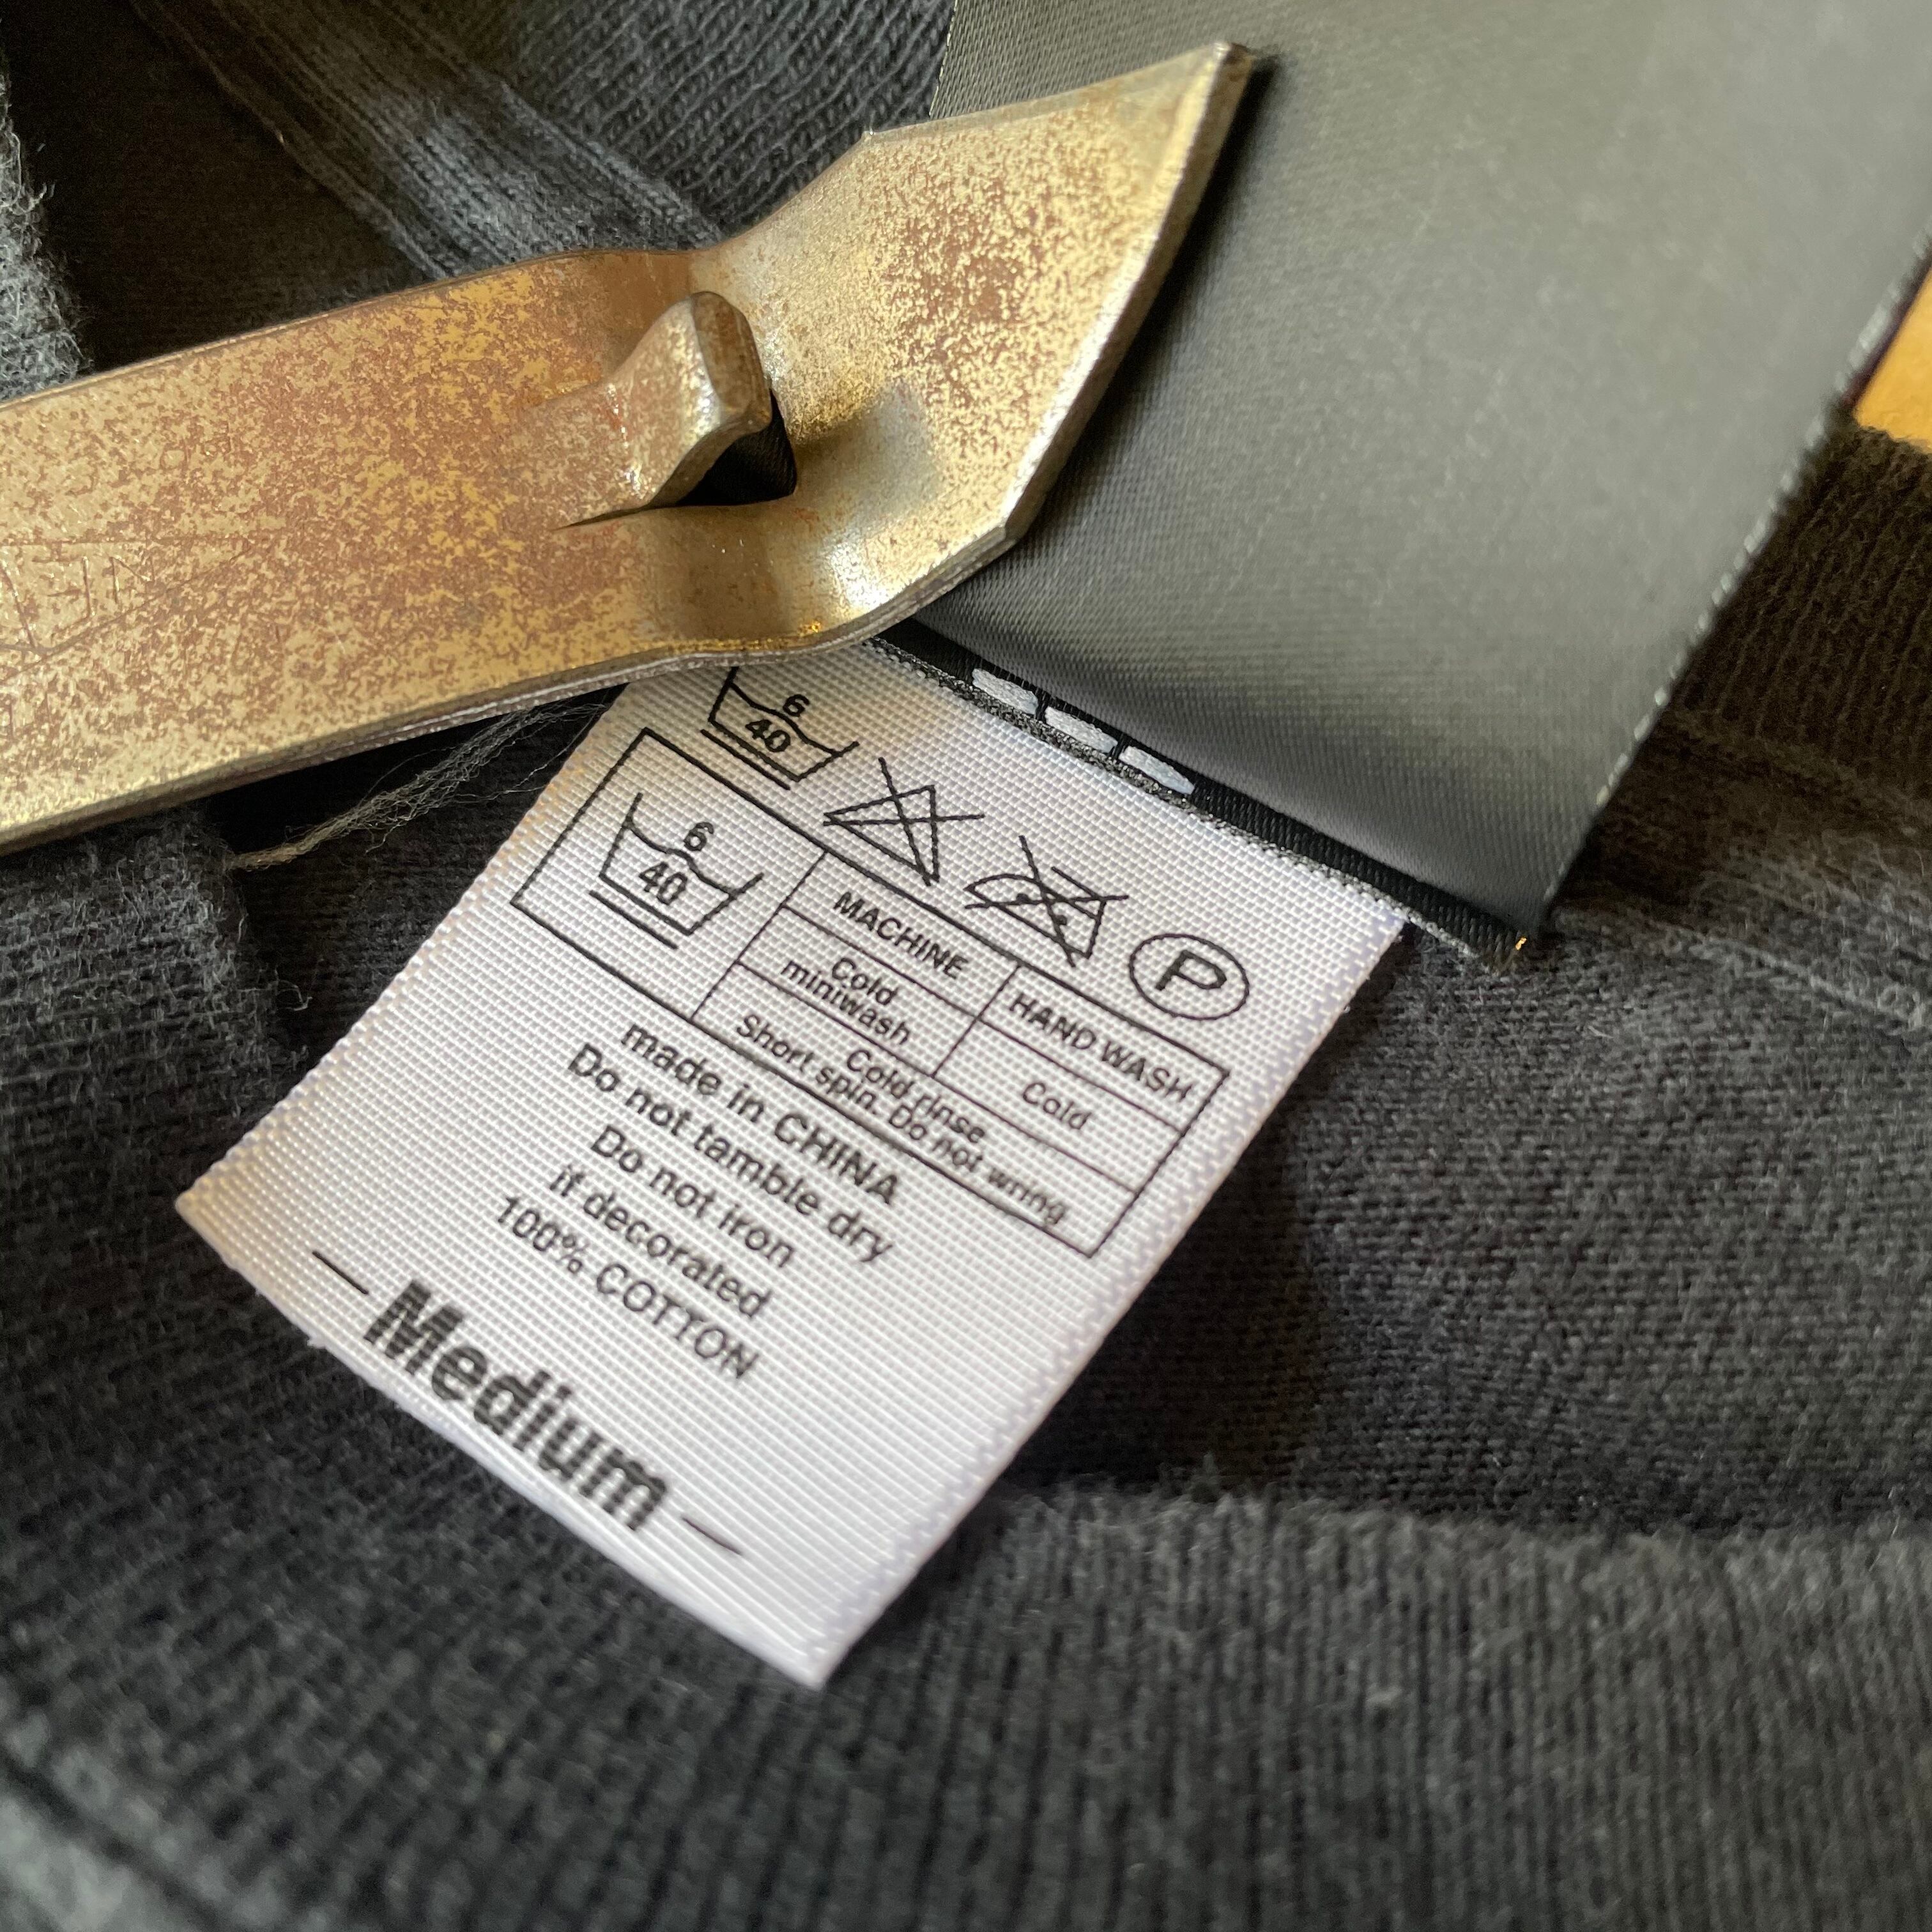 6
40
P
6
40
MACHINE
HAND WASH
Cold
miniwash
Cold
Cold rinse
Short spin. Do not wring
made in CHINA
Do not tamble dry
Do not iron
if decorated
100% COTTON
- Medium -